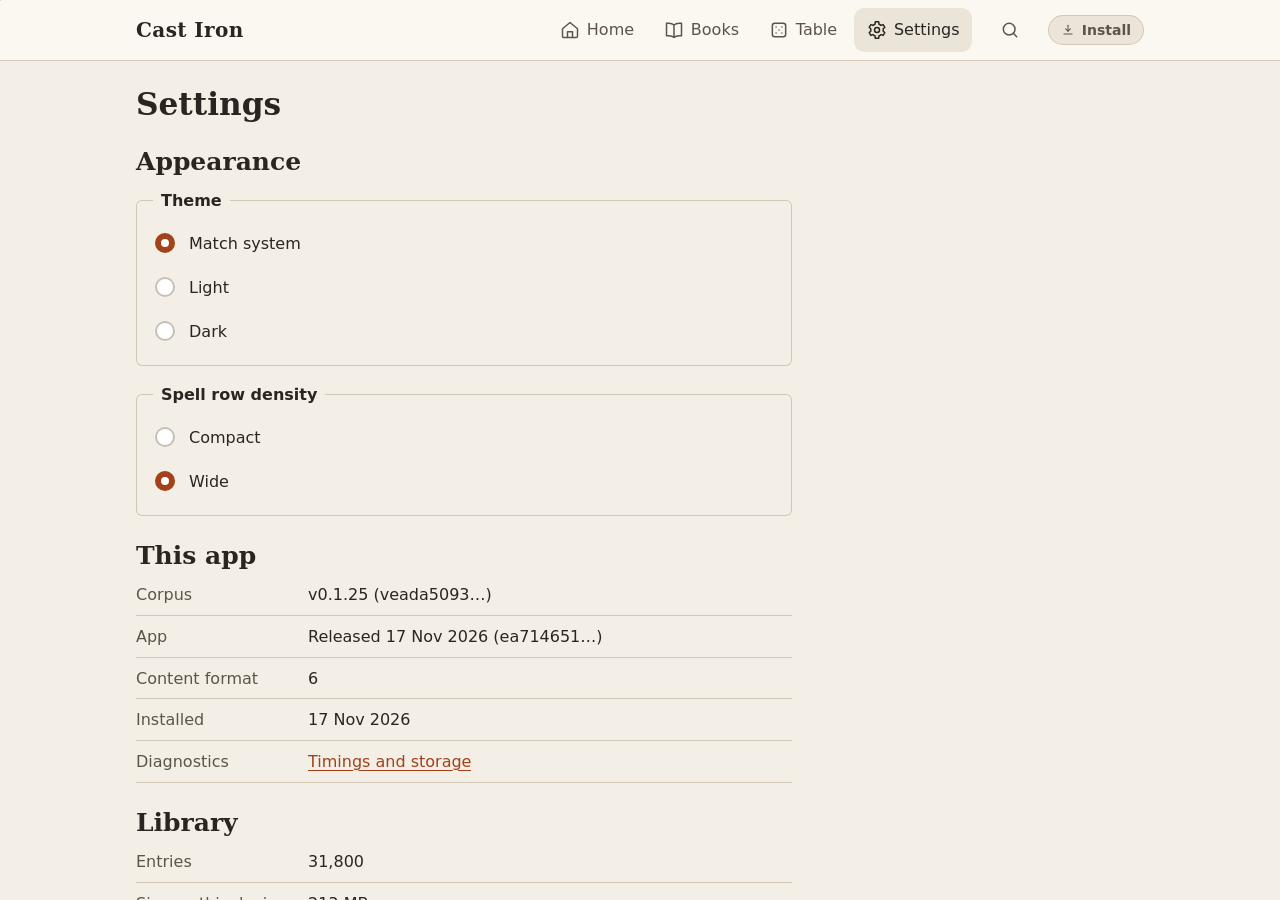 Cast Iron
Home
Books
Table
Settings
Install
Settings
Appearance
Theme
Match system
Light
Dark
Spell row density
Compact
Wide
This app
Corpus v0.1.25 (veada5093…)
App Released 17 Nov 2026 (ea714651…)
Content format 6
Installed 17 Nov 2026
Diagnostics Timings and storage
Library
Entries 31,800